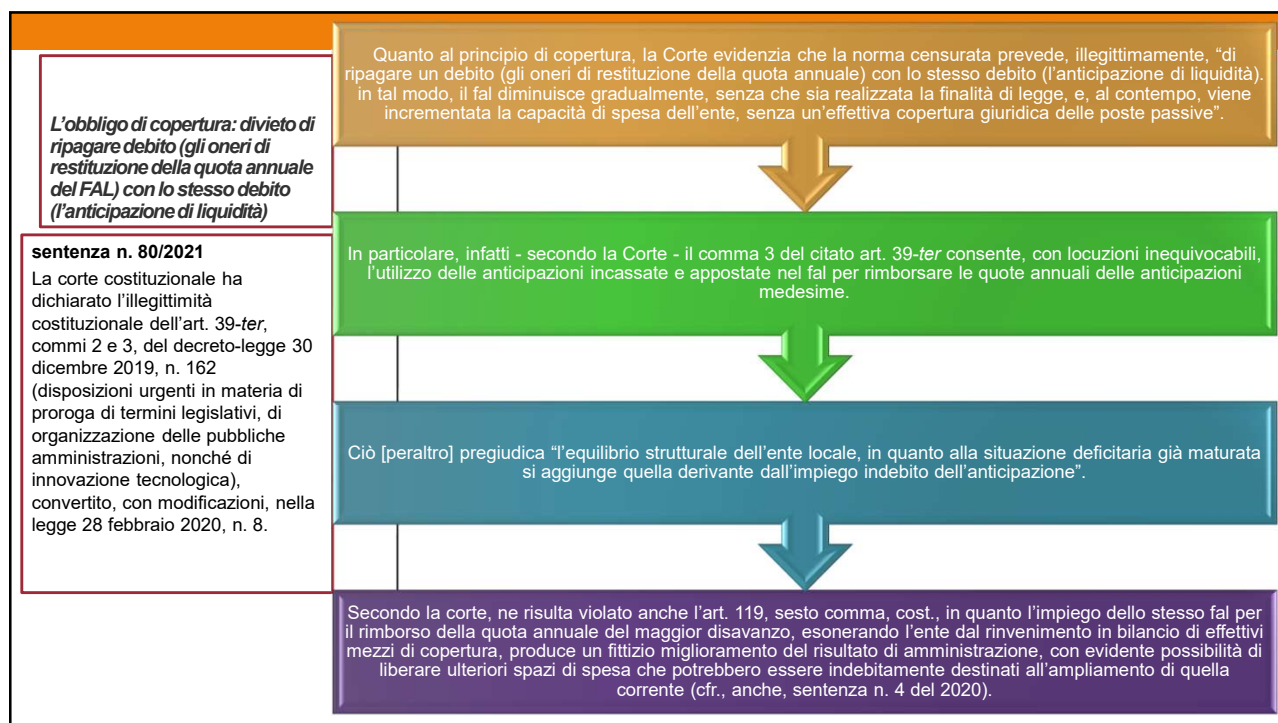 L'obbligo di copertura: divieto di
ripagare debito (gli oneri di
restituzione della quota annuale
del FAL) con lo stesso debito
(l'anticipazione di liquidità)
sentenza n. 80/2021
La corte costituzionale ha
dichiarato l'illegittimità
costituzionale dell'art. 39-ter,
commi 2 e 3, del decreto-legge 30
dicembre 2019, n. 162
(disposizioni urgenti in materia di
proroga di termini legislativi, di
organizzazione delle pubbliche
amministrazioni, nonché di
innovazione tecnologica),
convertito, con modificazioni, nella
legge 28 febbraio 2020, n. 8.
Quanto al principio di copertura, la Corte evidenzia che la norma censurata prevede, illegittimamente, "di
ripagare un debito (gli oneri di restituzione della quota annuale) con lo stesso debito (l'anticipazione di liquidità).
in tal modo, il fal diminuisce gradualmente, senza che sia realizzata la finalità di legge, e, al contempo, viene
incrementata la capacità di spesa dell'ente, senza un'effettiva copertura giuridica delle poste passive".
In particolare, infatti - secondo la Corte - il comma 3 del citato art. 39-ter consente, con locuzioni inequivocabili,
l'utilizzo delle anticipazioni incassate e appostate nel fal per rimborsare le quote annuali delle anticipazioni
medesime.
Ciò [peraltro] pregiudica "l'equilibrio strutturale dell'ente locale, in quanto alla situazione deficitaria già maturata
si aggiunge quella derivante dall'impiego indebito dell'anticipazione".
Secondo la corte, ne risulta violato anche l'art. 119, sesto comma, cost., in quanto l'impiego dello stesso fal per
il rimborso della quota annuale del maggior disavanzo, esonerando l'ente dal rinvenimento in bilancio di effettivi
mezzi di copertura, produce un fittizio miglioramento del risultato di amministrazione, con evidente possibilità di
liberare ulteriori spazi di spesa che potrebbero essere indebitamente destinati all'ampliamento di quella
corrente (cfr., anche, sentenza n. 4 del 2020).